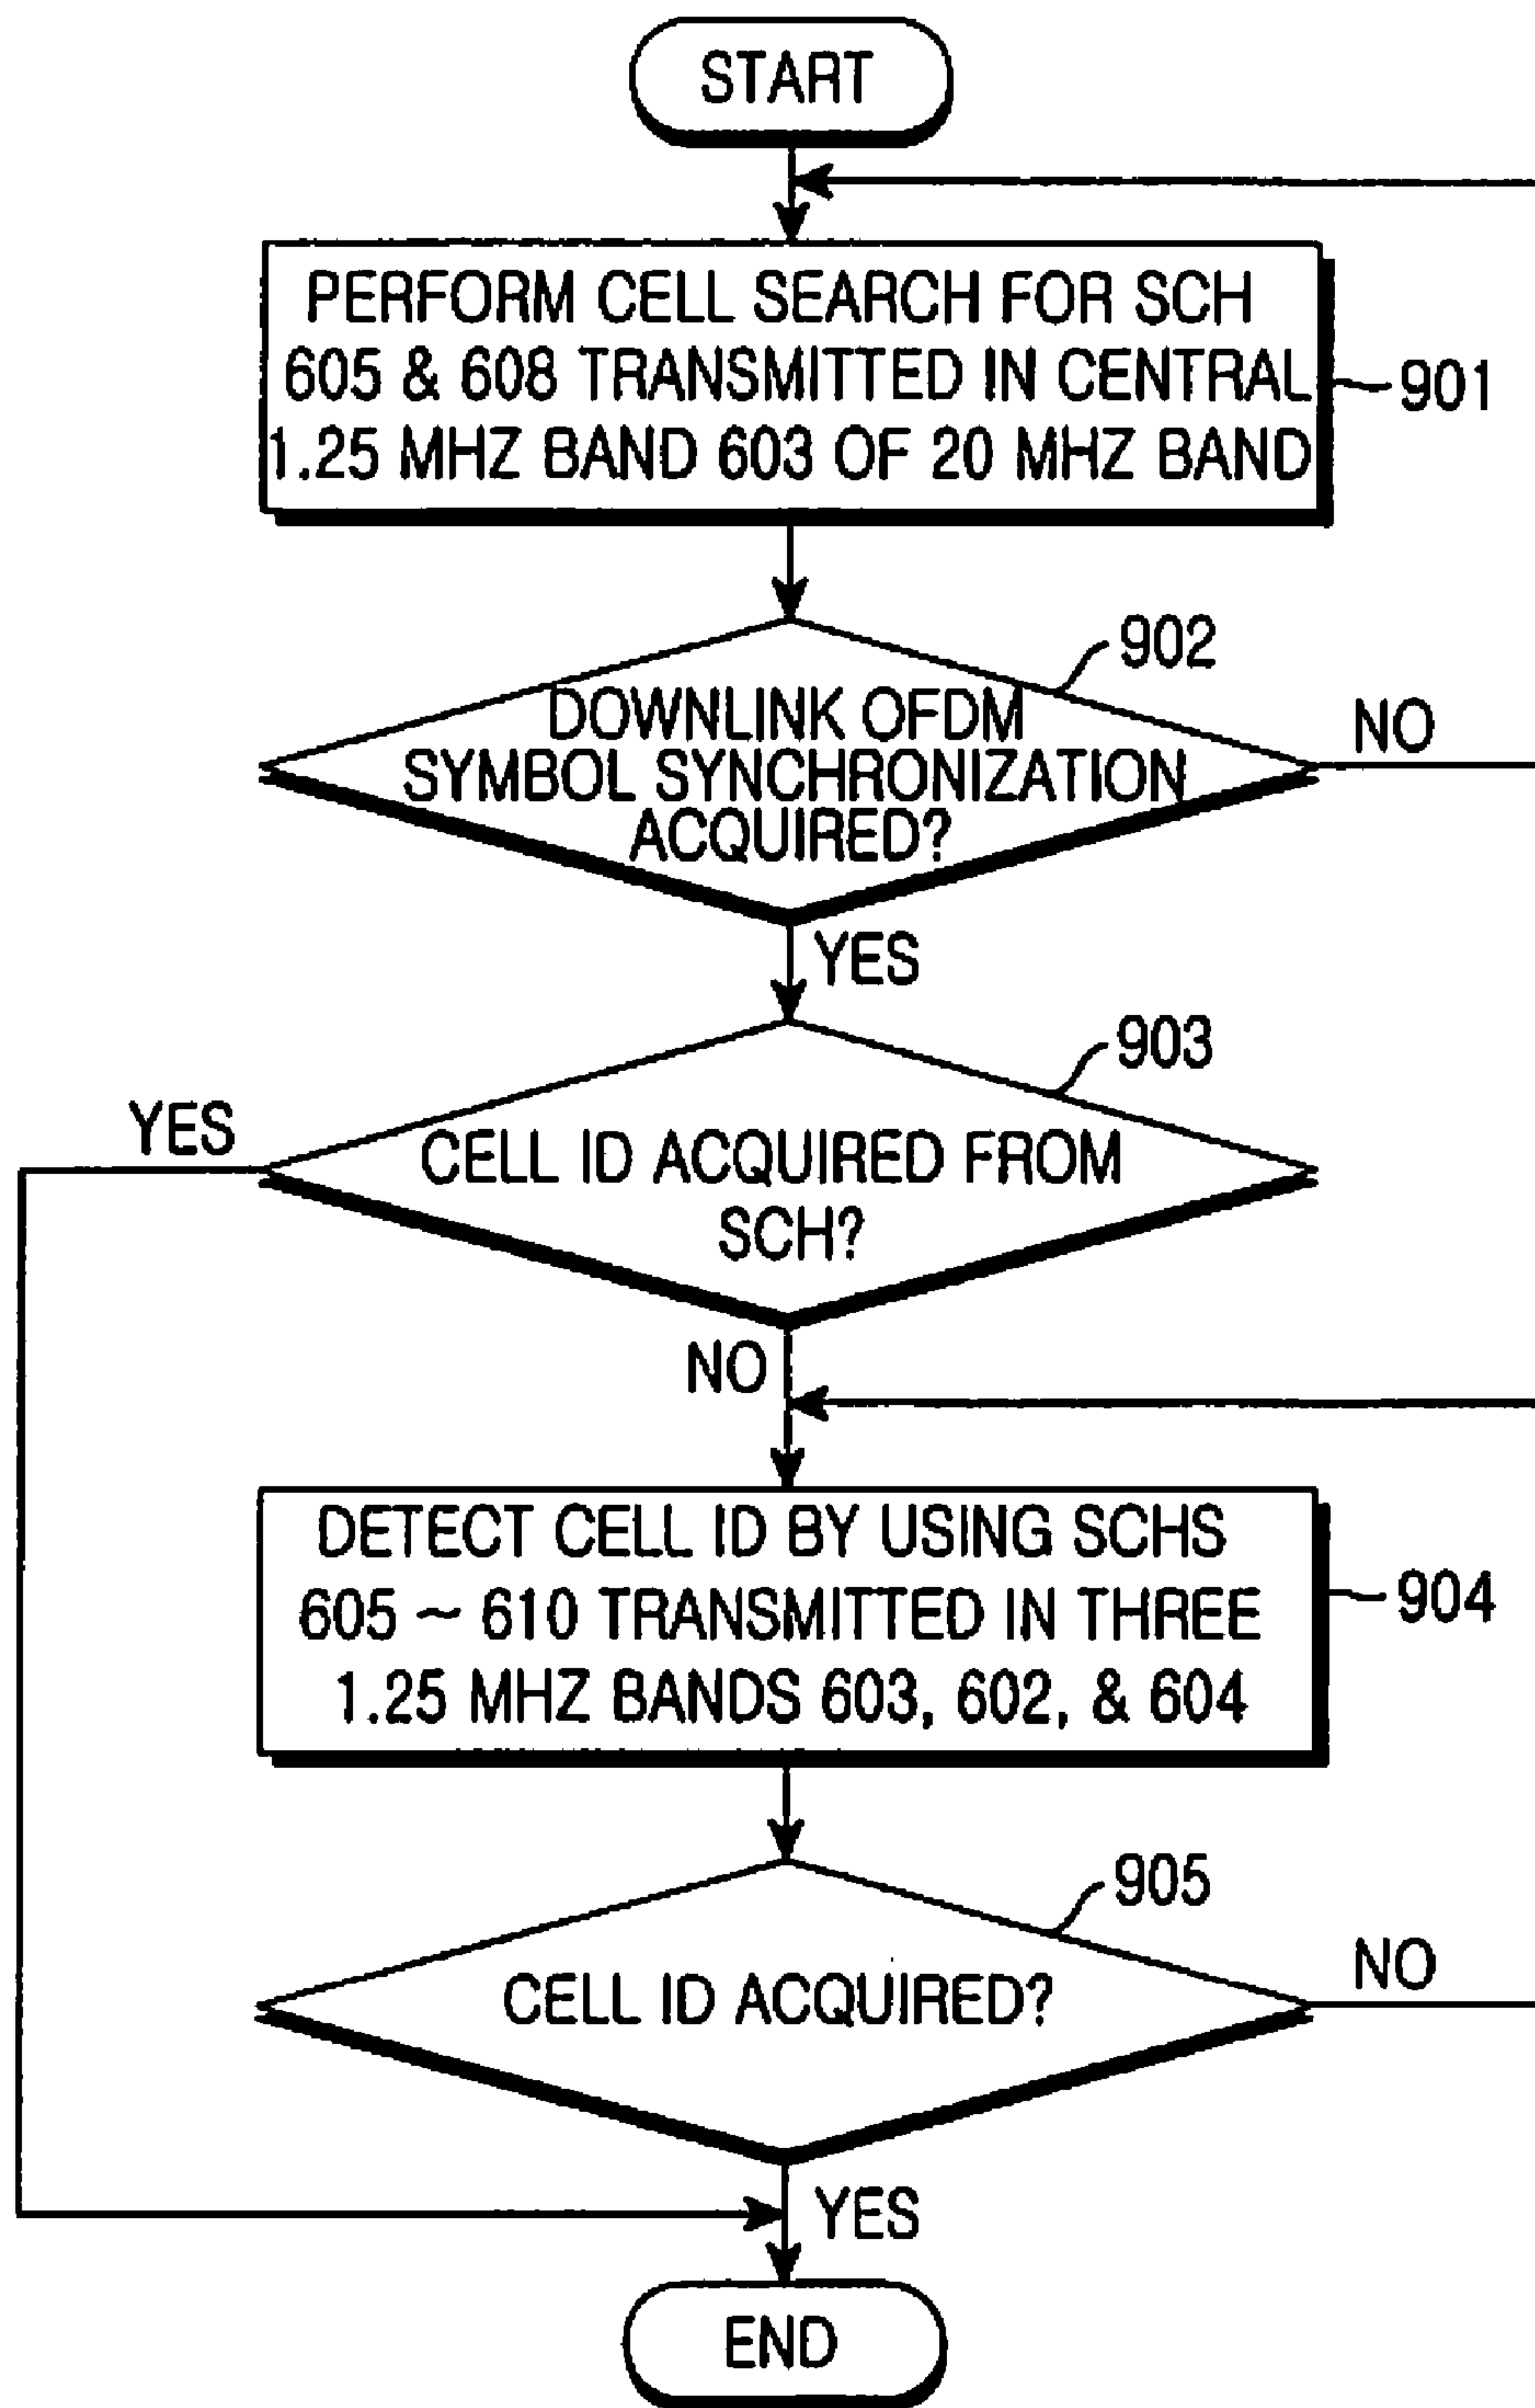 START
PERFORM CELL SEARCH FOR SCH
605 & 608 TRANSMITTED IN CENTRAL
1.25 MHZ BAND 603 OF 20 MHZ BAND
901
902
DOWNLINK OFDM
SYMBOL SYNCHRONIZATION
ACQUIRED?
NO
YES
903
YES
CELL ID ACQUIRED FROM
SCH?
NO
DETECT CELL ID BY USING SCHS
605 ~ 610 TRANSMITTED IN THREE
1.25 MHZ BANDS 603, 602, & 604
904
905
CELL ID ACQUIRED?
NO
YES
END